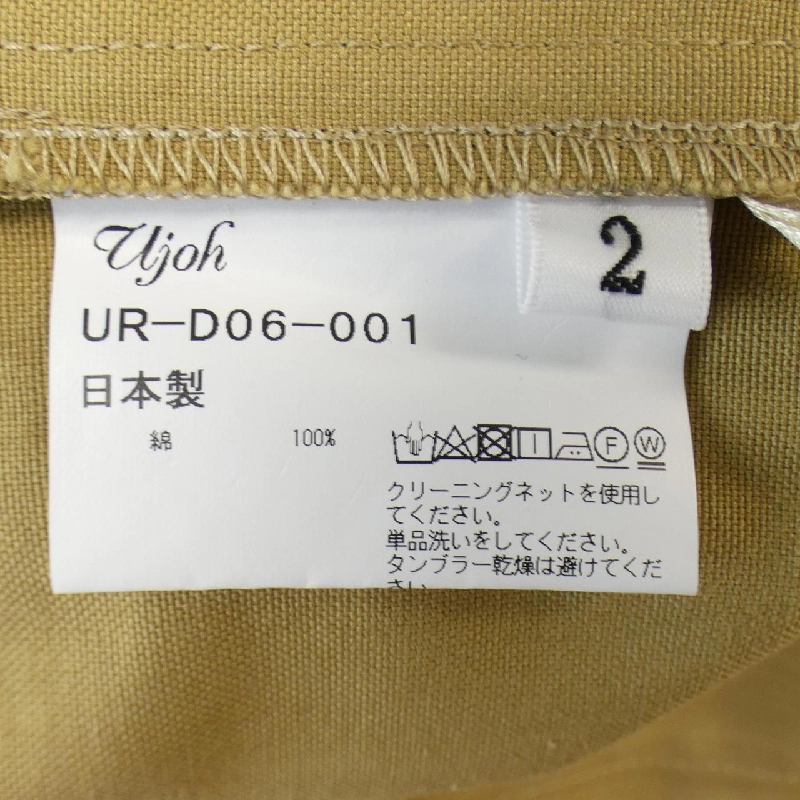 Ujoh
2
UR-D06-001
日本製
綿 100%
F W
クリーニングネットを使用し
てください。
単品洗いをしてください。
タンブラー乾燥は避けてくだ
さい